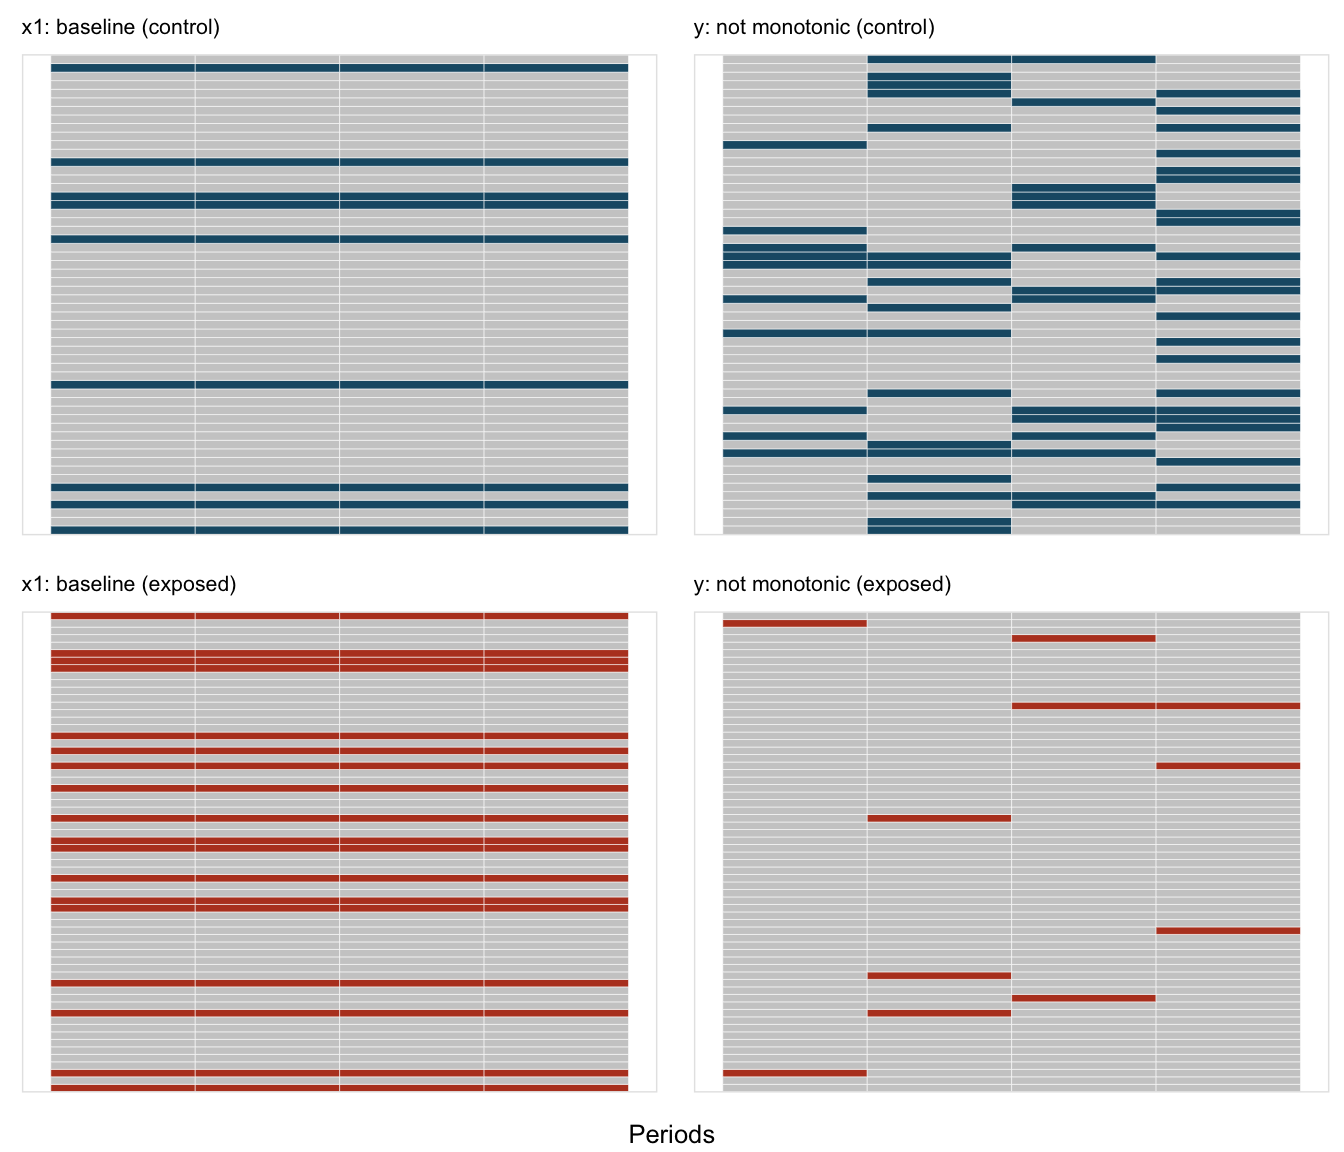 x1: baseline (control)
y: not monotonic (control)
x1: baseline (exposed)
y: not monotonic (exposed)
Periods